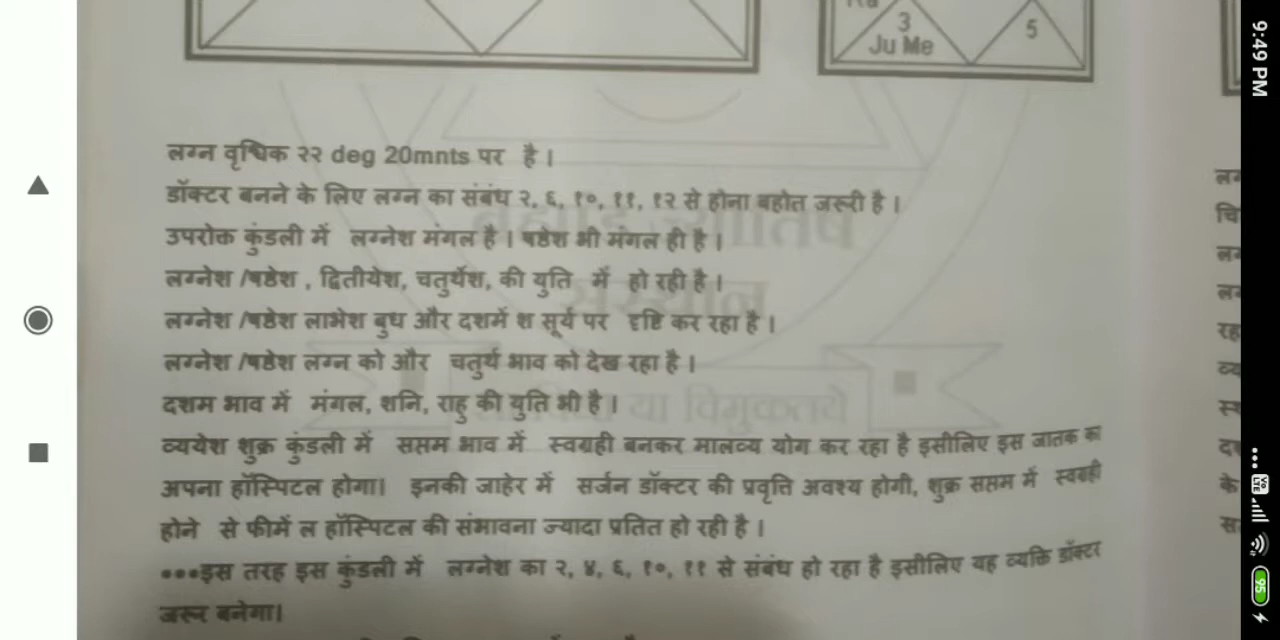 3
Ju Me
5
लग्न वृश्चिक २२ deg 20mnts पर है।
डॉक्टर बनने के लिए लग्न का संबंध २, ६, १०, ११, १२ से होना बहोत जरूरी है।
उपरोक्त कुंडली में लग्नेश मंगल है। षष्ठेश भी मंगल ही है।
लग्नेश /षष्ठेश , द्वितीयेश, चतुर्थेश, की युति में हो रही है।
लग्नेश /षष्ठेश लाभेश बुध और दशमें श सूर्य पर दृष्टि कर रहा है।
लग्नेश /षष्ठेश लग्न को और चतुर्थ भाव को देख रहा है।
दशम भाव में मंगल, शनि, राहु की युति भी है।
व्ययेश शुक्र कुंडली में सप्तम भाव में स्वग्रही बनकर मालव्य योग कर रहा है इसीलिए इस जातक का
अपना हॉस्पिटल होगा। इनकी जाहेर में सर्जन डॉक्टर की प्रवृत्ति अवश्य होगी, शुक्र सप्तम में स्वग्रही
होने से फीमें ल हॉस्पिटल की संभावना ज्यादा प्रतित हो रही है।
•••इस तरह इस कुंडली में लग्नेश का २, ४, ६, १०, ११ से संबंध हो रहा है इसीलिए यह व्यक्ति डॉक्टर
जरूर बनेगा।
9:49 PM
95